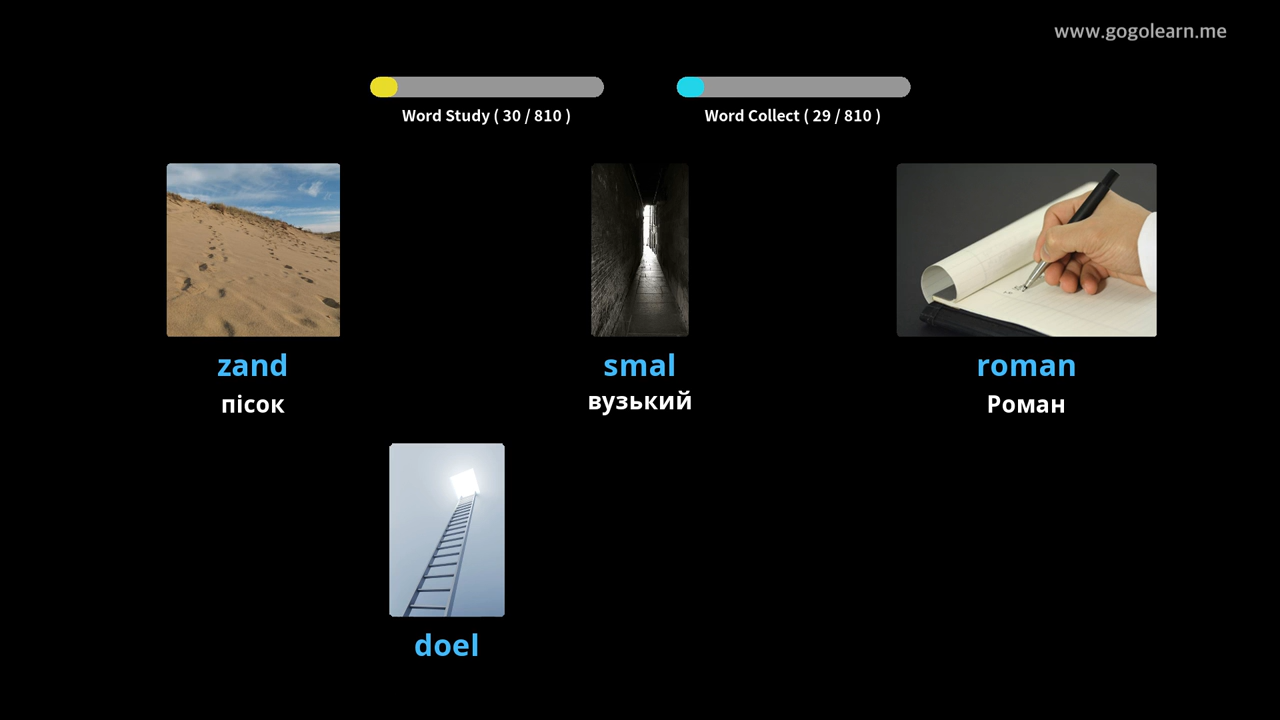 www.gogolearn.me
Word Study ( 30 / 810 )
Word Collect ( 29 / 810 )
zand
smal
roman
пісок
вузький
Роман
doel